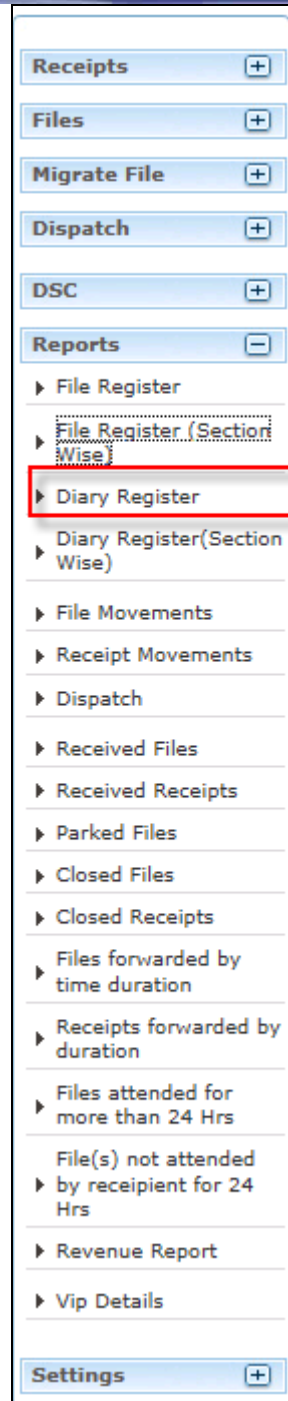 Receipts
Files
Migrate File
Dispatch
DSC
Reports
File Register
File Register (Section
Wise)
Diary Register
Diary Register(Section
Wise)
File Movements
Receipt Movements
Dispatch
Received Files
Received Receipts
Parked Files
Closed Files
Closed Receipts
Files forwarded by
time duration
Receipts forwarded by
duration
Files attended for
more than 24 Hrs
File(s) not attended
by receipient for 24
Hrs
Revenue Report
Vip Details
Settings